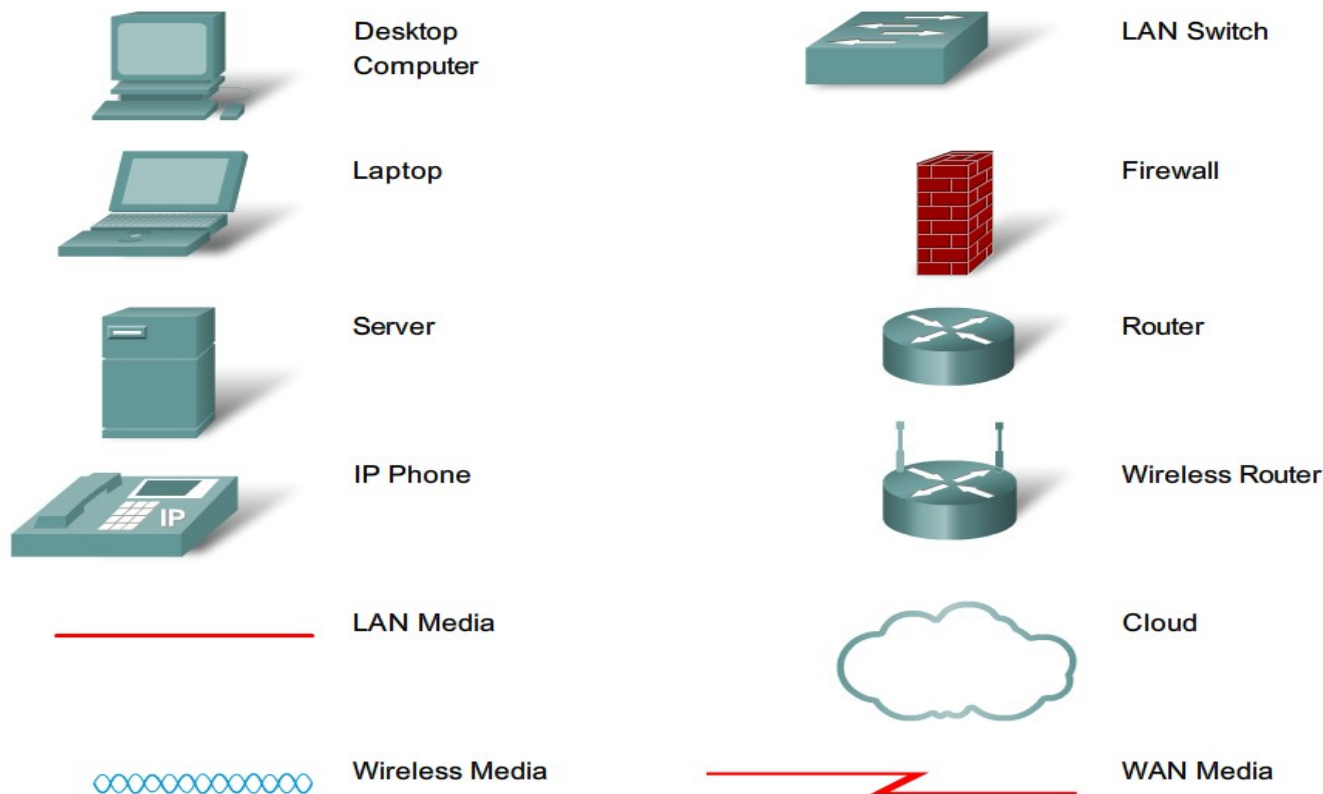 Desktop
Computer
LAN Switch
Laptop
Firewall
Server
Router
IP Phone
IP
Wireless Router
LAN Media
Cloud
Wireless Media
WAN Media